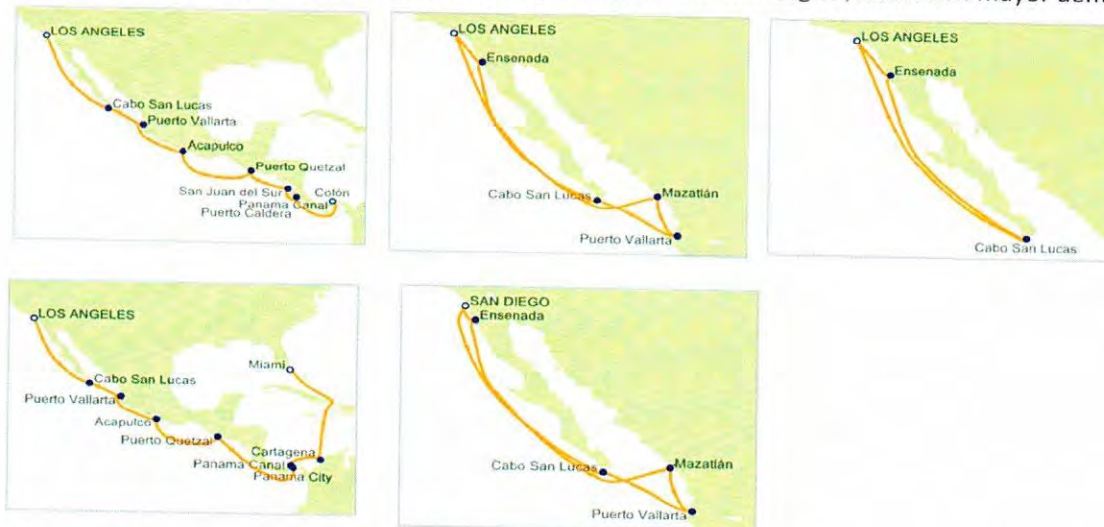 LOS ANGELES
Cabo San Lucas
Puerto Vallarta
Acapulco
Puerto Quetzal
San Juan del Sur
Colón
Panama Canal
Puerto Caldera
LOS ANGELES
Ensenada
Cabo San Lucas
Mazatlán
Puerto Vallarta
LOS ANGELES
Ensenada
Cabo San Lucas
LOS ANGELES
Miami
Cabo San Lucas
Puerto Vallarta
Acapulco
Puerto Quetzal
Cartagena
Panama Canal
Panama City
SAN DIEGO
Ensenada
Cabo San Lucas
Mazatlán
Puerto Vallarta